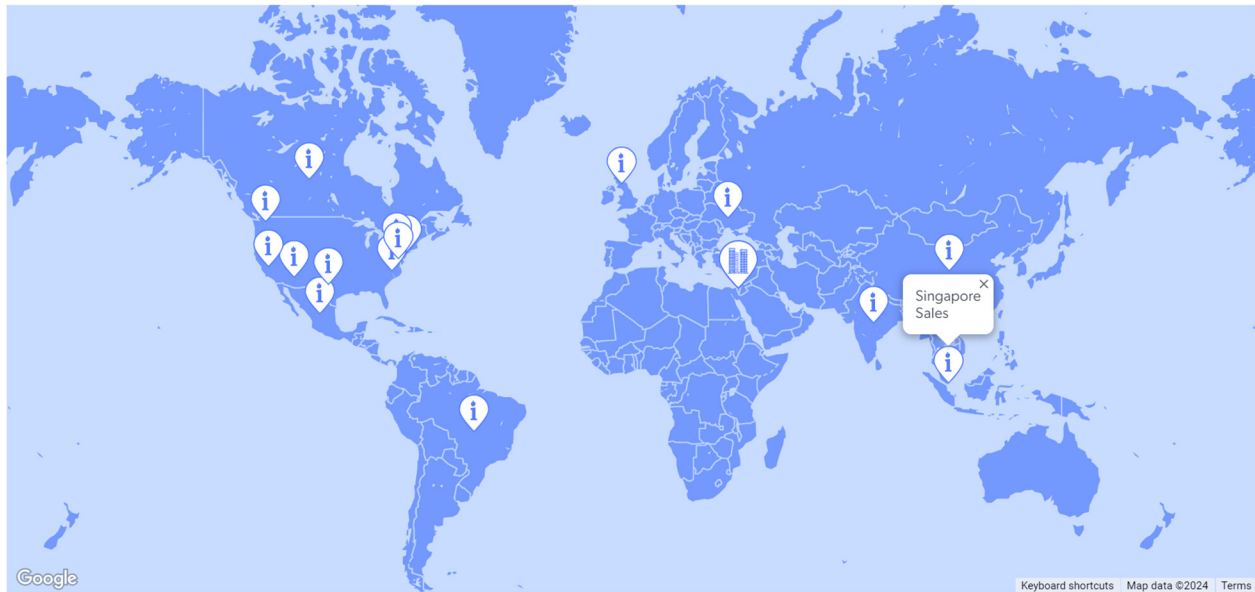 Singapore
Sales
Google
Keyboard shortcuts
Map data ©2024
Terms